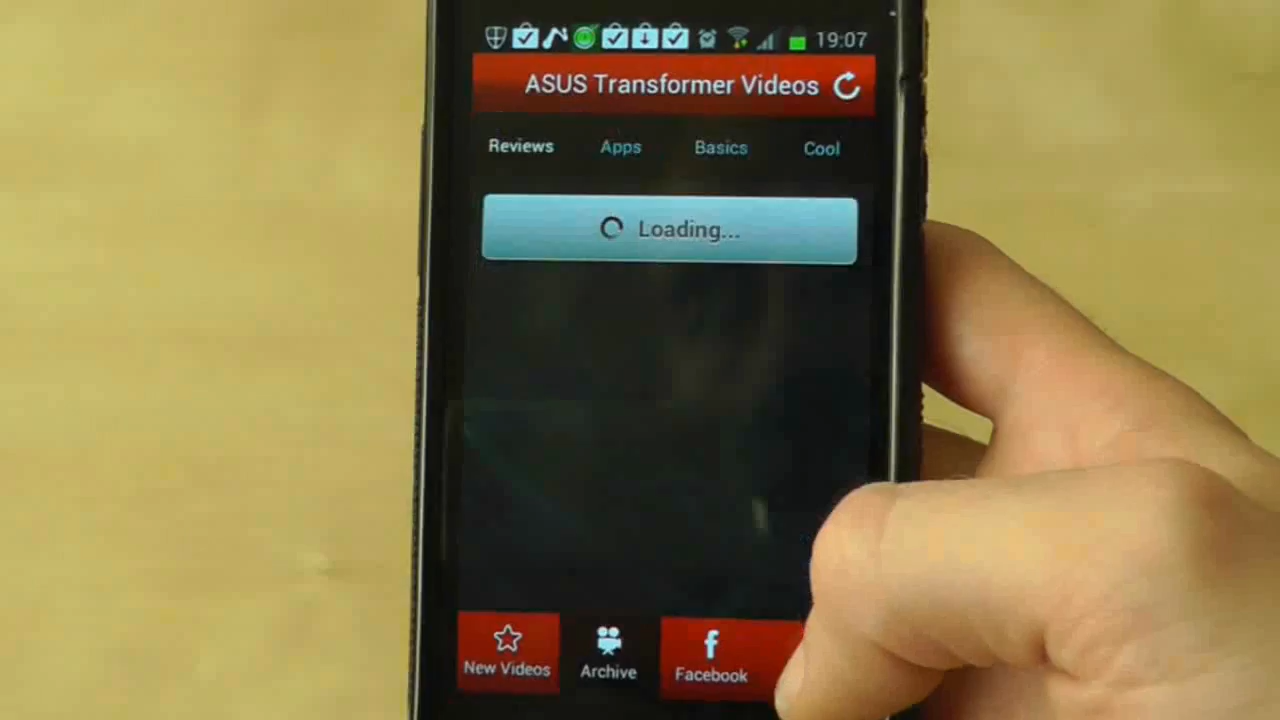 19:07
ASUS Transformer Videos
Reviews Apps Basics Cool
Loading...
New Videos Archive Facebook